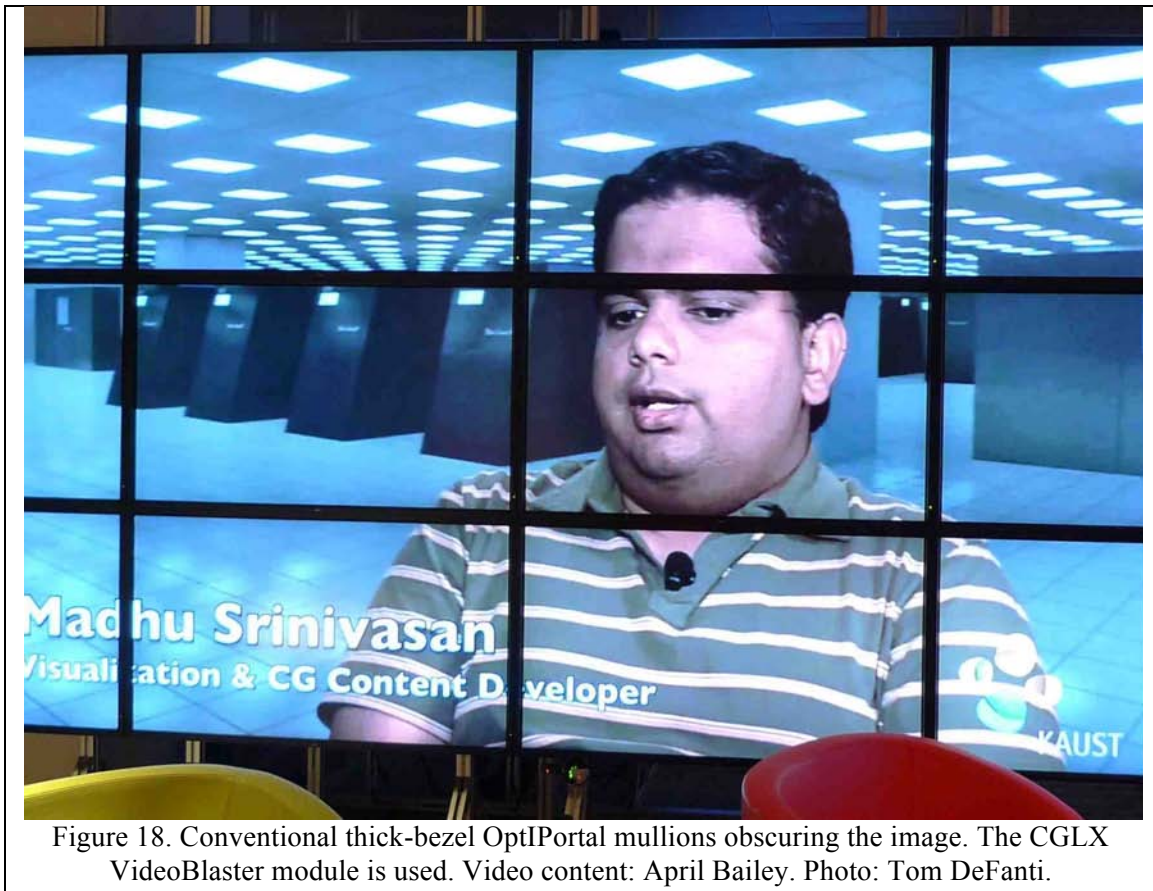 Madhu Srinivasan
Visuali ation & CG Content D veloper
KAUST
Figure 18. Conventional thick-bezel OptIPortal mullions obscuring the image. The CGLX
VideoBlaster module is used. Video content: April Bailey. Photo: Tom DeFanti.